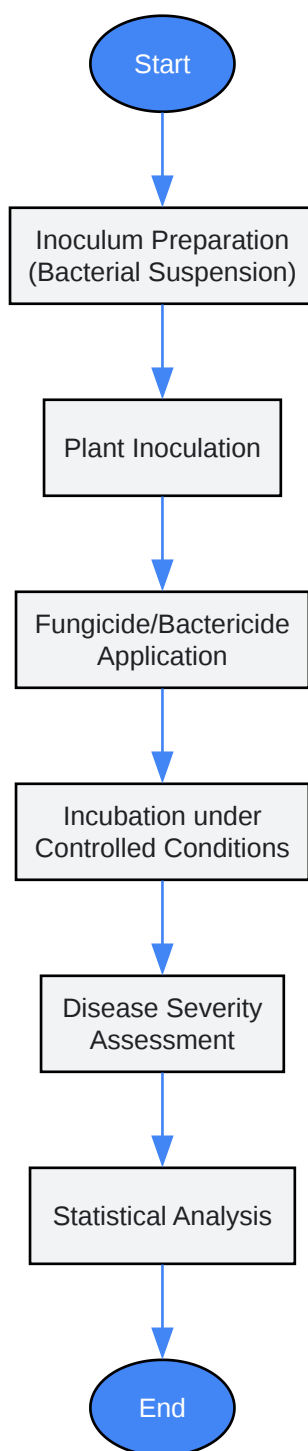 Start
Inoculum Preparation
(Bacterial Suspension)
Plant Inoculation
Fungicide/Bactericide
Application
Incubation under
Controlled Conditions
Disease Severity
Assessment
Statistical Analysis
End